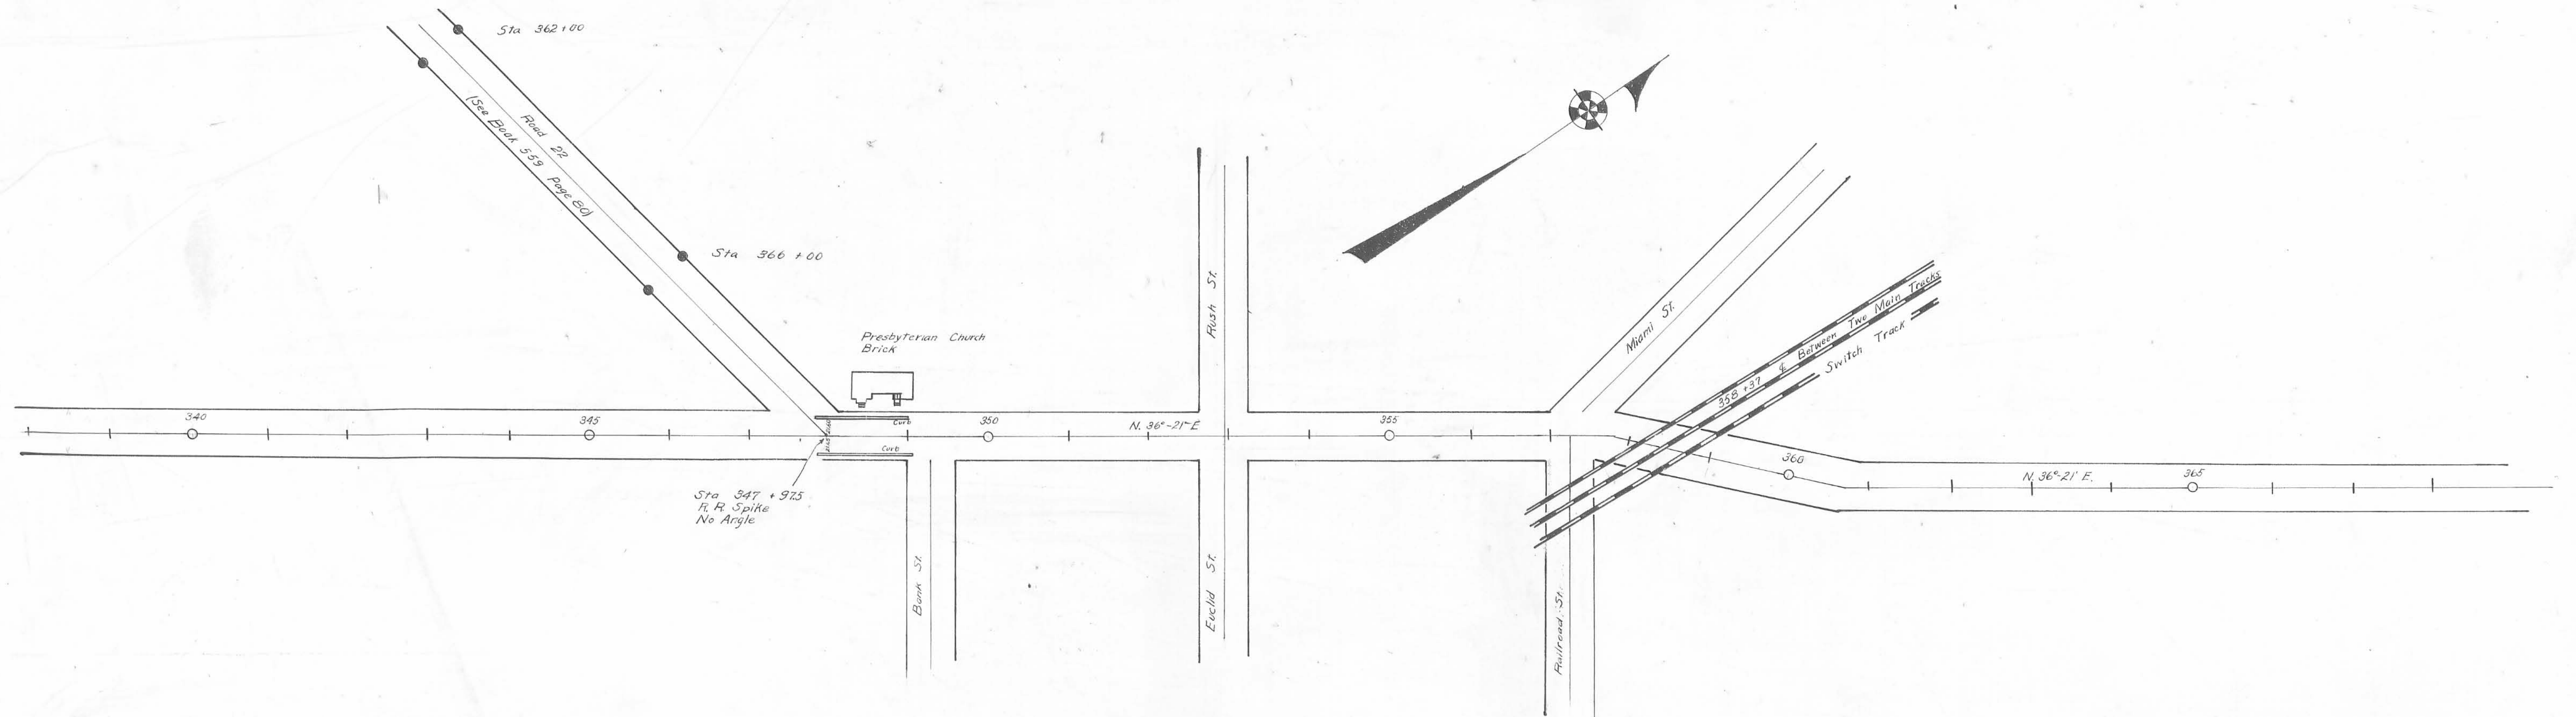 Sta 362+00
Road 22
(See Book 559 Page 80)
Sta 366 +00
Presbyterian Church
Brick
Rush St.
Miami St.
358+37 ℄ Between Two Main Tracks
Switch Track
340
345
Curb
350
N. 36°-21' E
355
Curb
360
N. 36°-21' E.
365
Sta 347 +97.5
R. R. Spike
No Angle
Bank St.
Euclid St.
Railroad St.